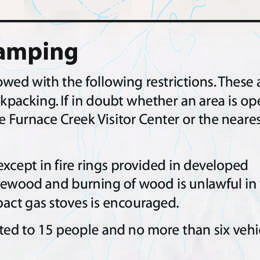 amping
owed with the following restrictions. These a
kpacking. If in doubt whether an area is ope
e Furnace Creek Visitor Center or the neares
except in fire rings provided in developed
ewood and burning of wood is unlawful in
pact gas stoves is encouraged.
ted to 15 people and no more than six vehic